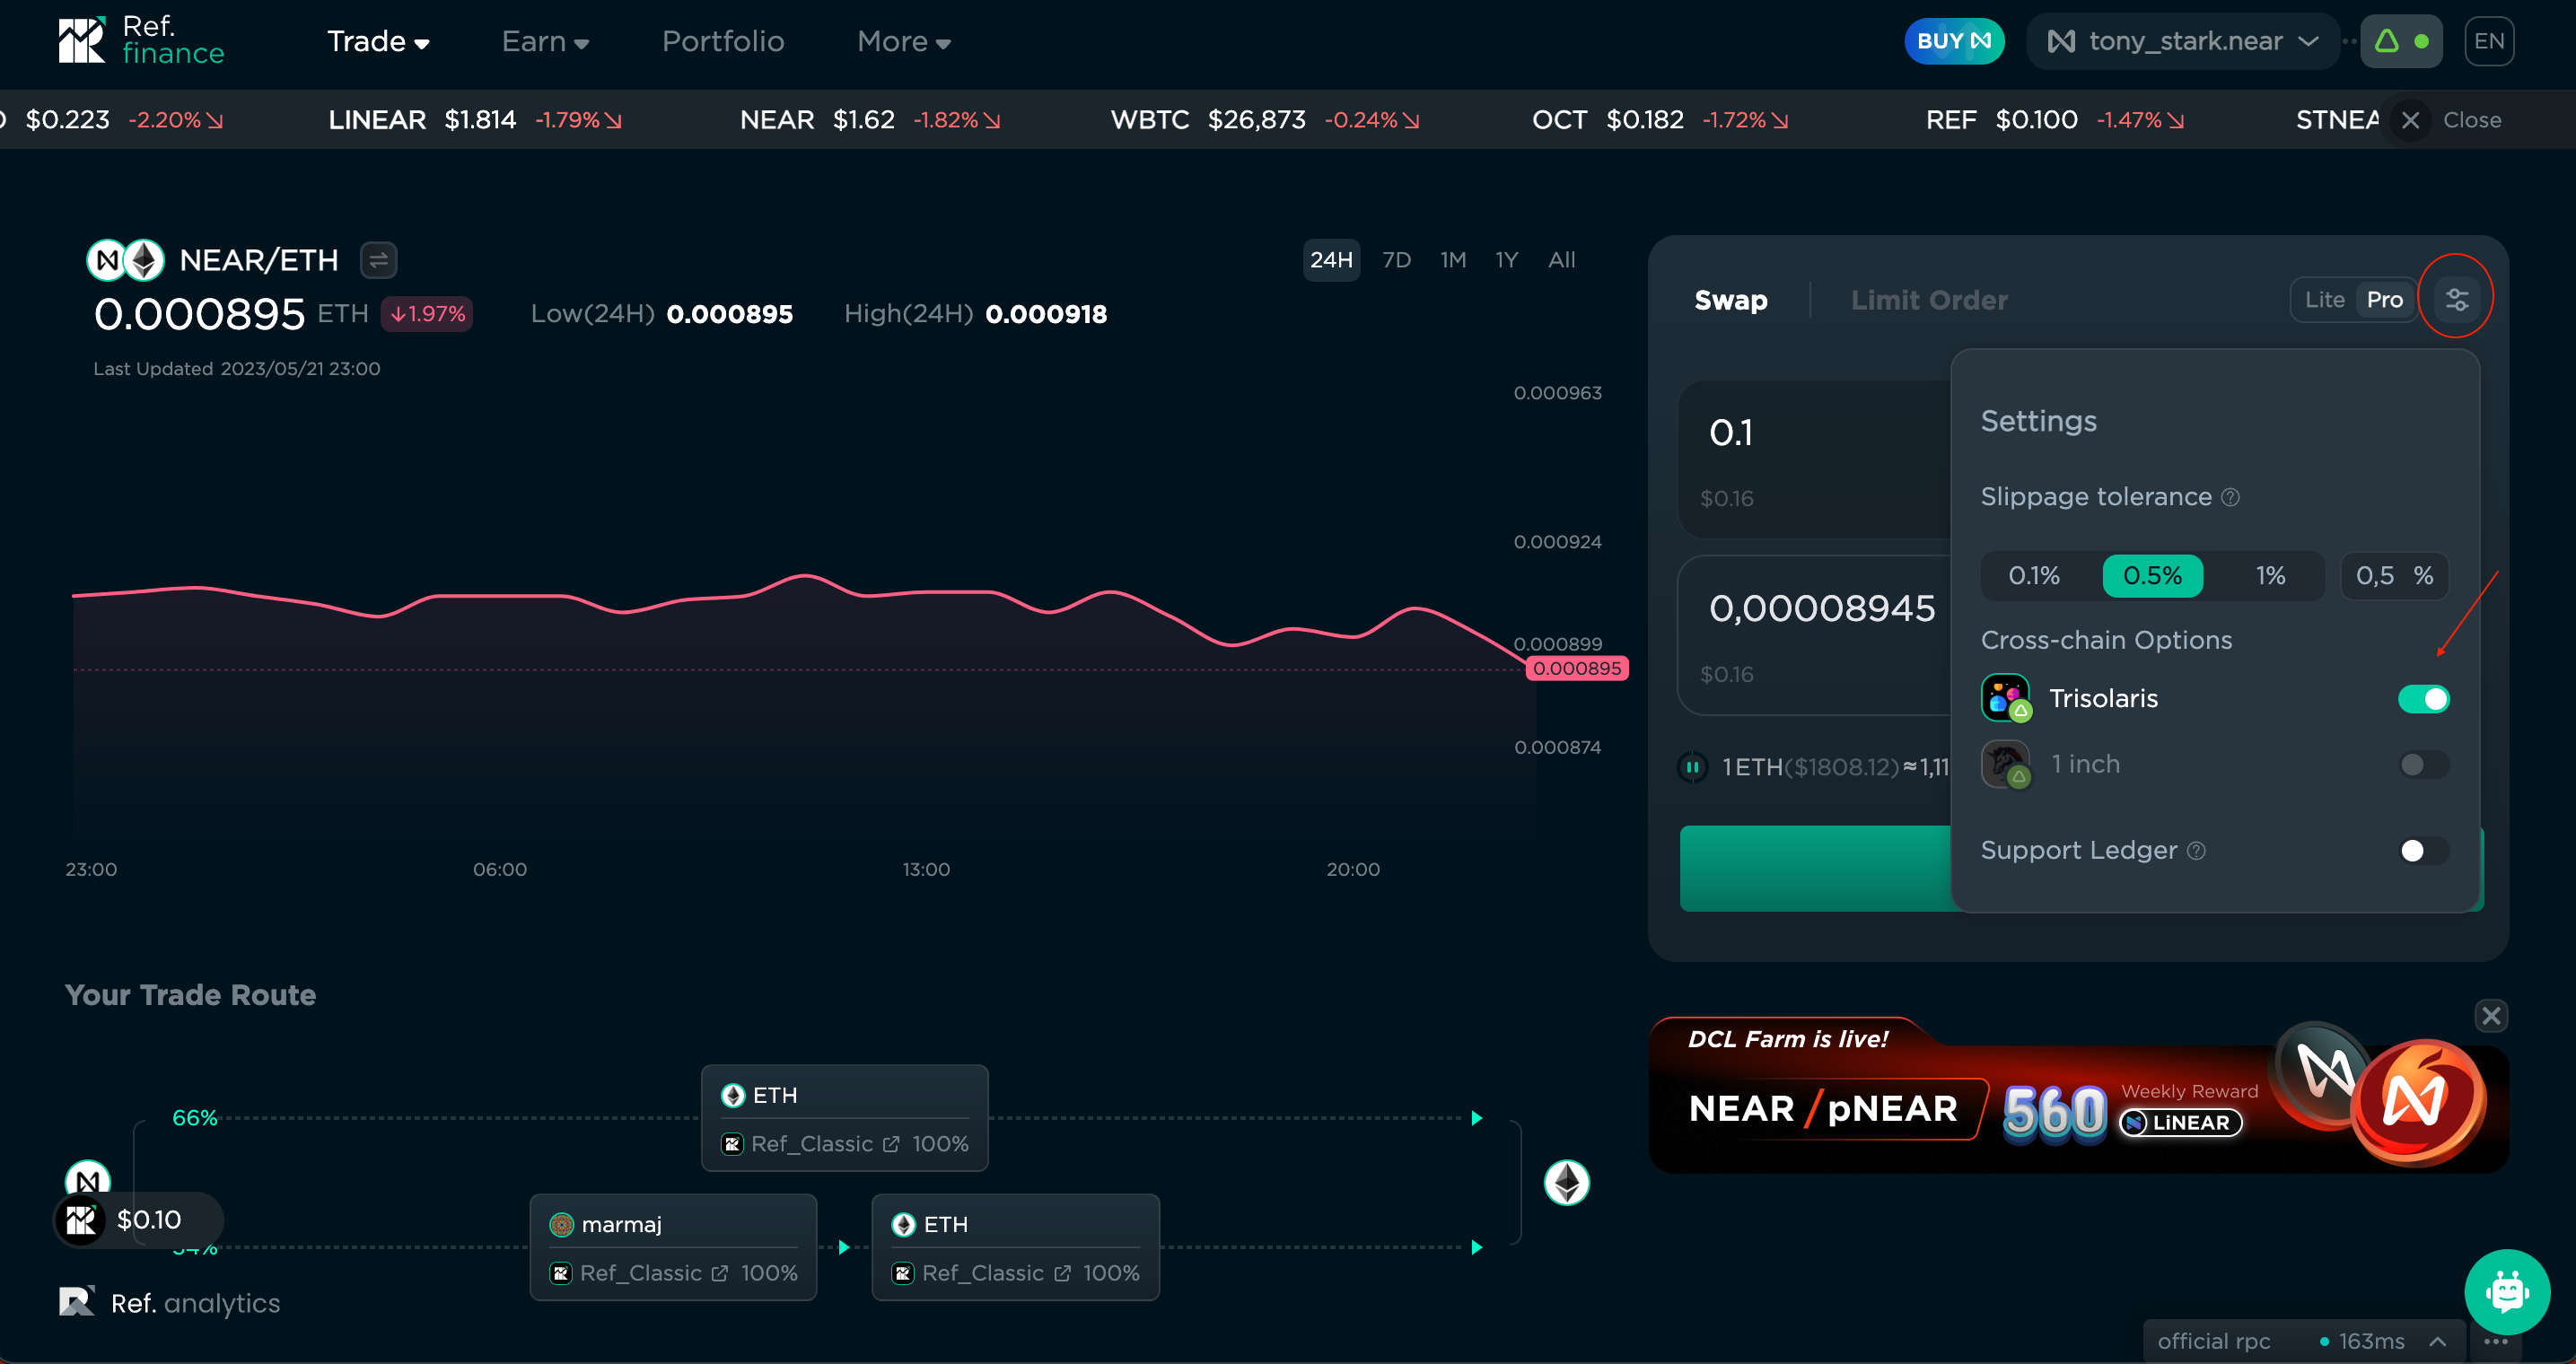 Ref.
finance
Trade
Earn
Portfolio
More
BUY
tony_stark.near
EN
$0.223 -2.20%
LINEAR $1.814 -1.79%
NEAR $1.62 -1.82%
WBTC $26,873 -0.24%
OCT $0.182 -1.72%
REF $0.100 -1.47%
STNEA
Close
NEAR/ETH
24H 7D 1M 1Y All
0.000895 ETH 1.97% Low(24H) 0.000895 High(24H) 0.000918
Last Updated 2023/05/21 23:00
0.000963
0.000924
0.000899
0.000895
0.000874
23:00 06:00 13:00 20:00
Swap Limit Order Lite Pro
0.1
$0.16
0,00008945
$0.16
1 ETH($1808.12)≈1,11
Settings
Slippage tolerance
0.1% 0.5% 1% 0,5 %
Cross-chain Options
Trisolaris
1 inch
Support Ledger
Your Trade Route
66%
ETH
Ref_Classic 100%
34%
marmaj
Ref_Classic 100%
ETH
Ref_Classic 100%
$0.10
Ref. analytics
DCL Farm is live!
NEAR / pNEAR
560 Weekly Reward
LiNEAR
official rpc 163ms